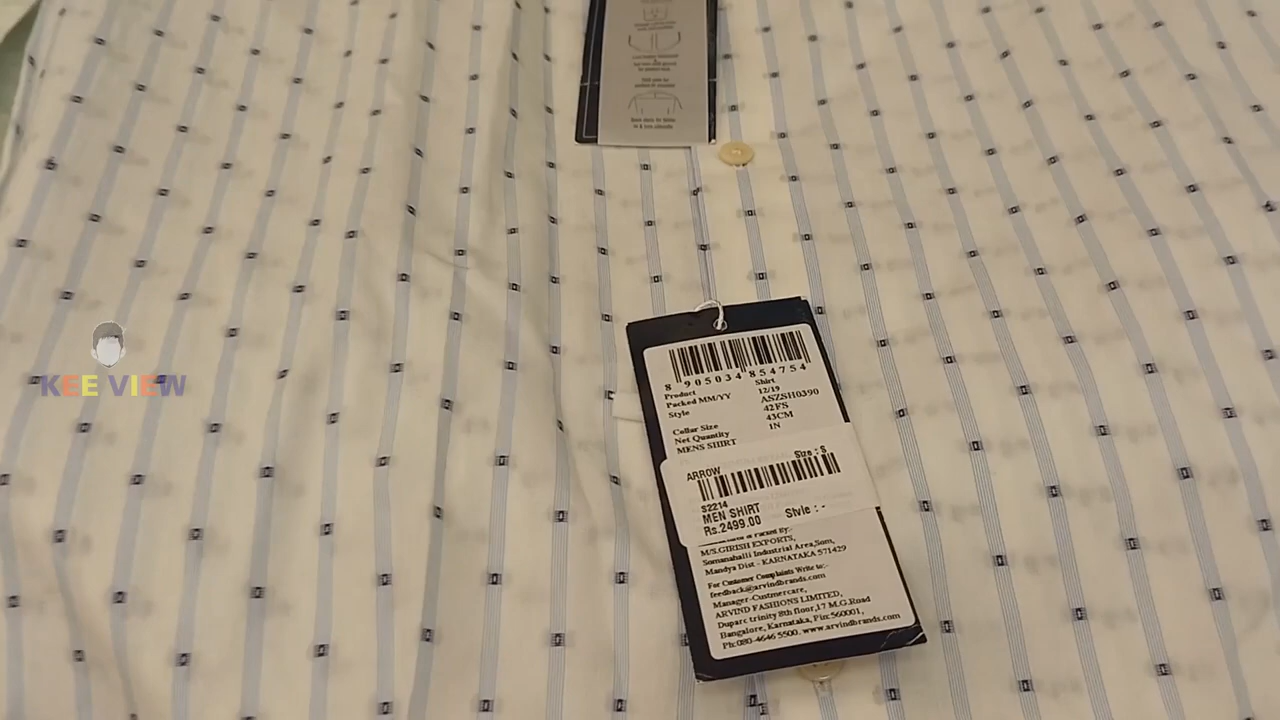 8 905034 854754
Product Shirt
Packed MM/YY 12/19
Style ASZSH0390
42FS
Collar Size 43CM
Net Quantity 1N
MENS SHIRT
ARROW Size : S
S2214
MEN SHIRT Style : -
Rs.2499.00
M/S.GIRISH EXPORTS,
Somanahalli Industrial Area,Som,
Mandya Dist - KARNATAKA 571429
For Customer Complaints Write to:-
feedback@arvindbrands.com
Manager-Custmercare,
ARVIND FASHIONS LIMITED,
Duparc trinity 8th floor,17 M.G.Road
Bangalore, Karnataka, Pin:560001,
Ph:080-4646 5500. www.arvindbrands.com
KEE VIEW